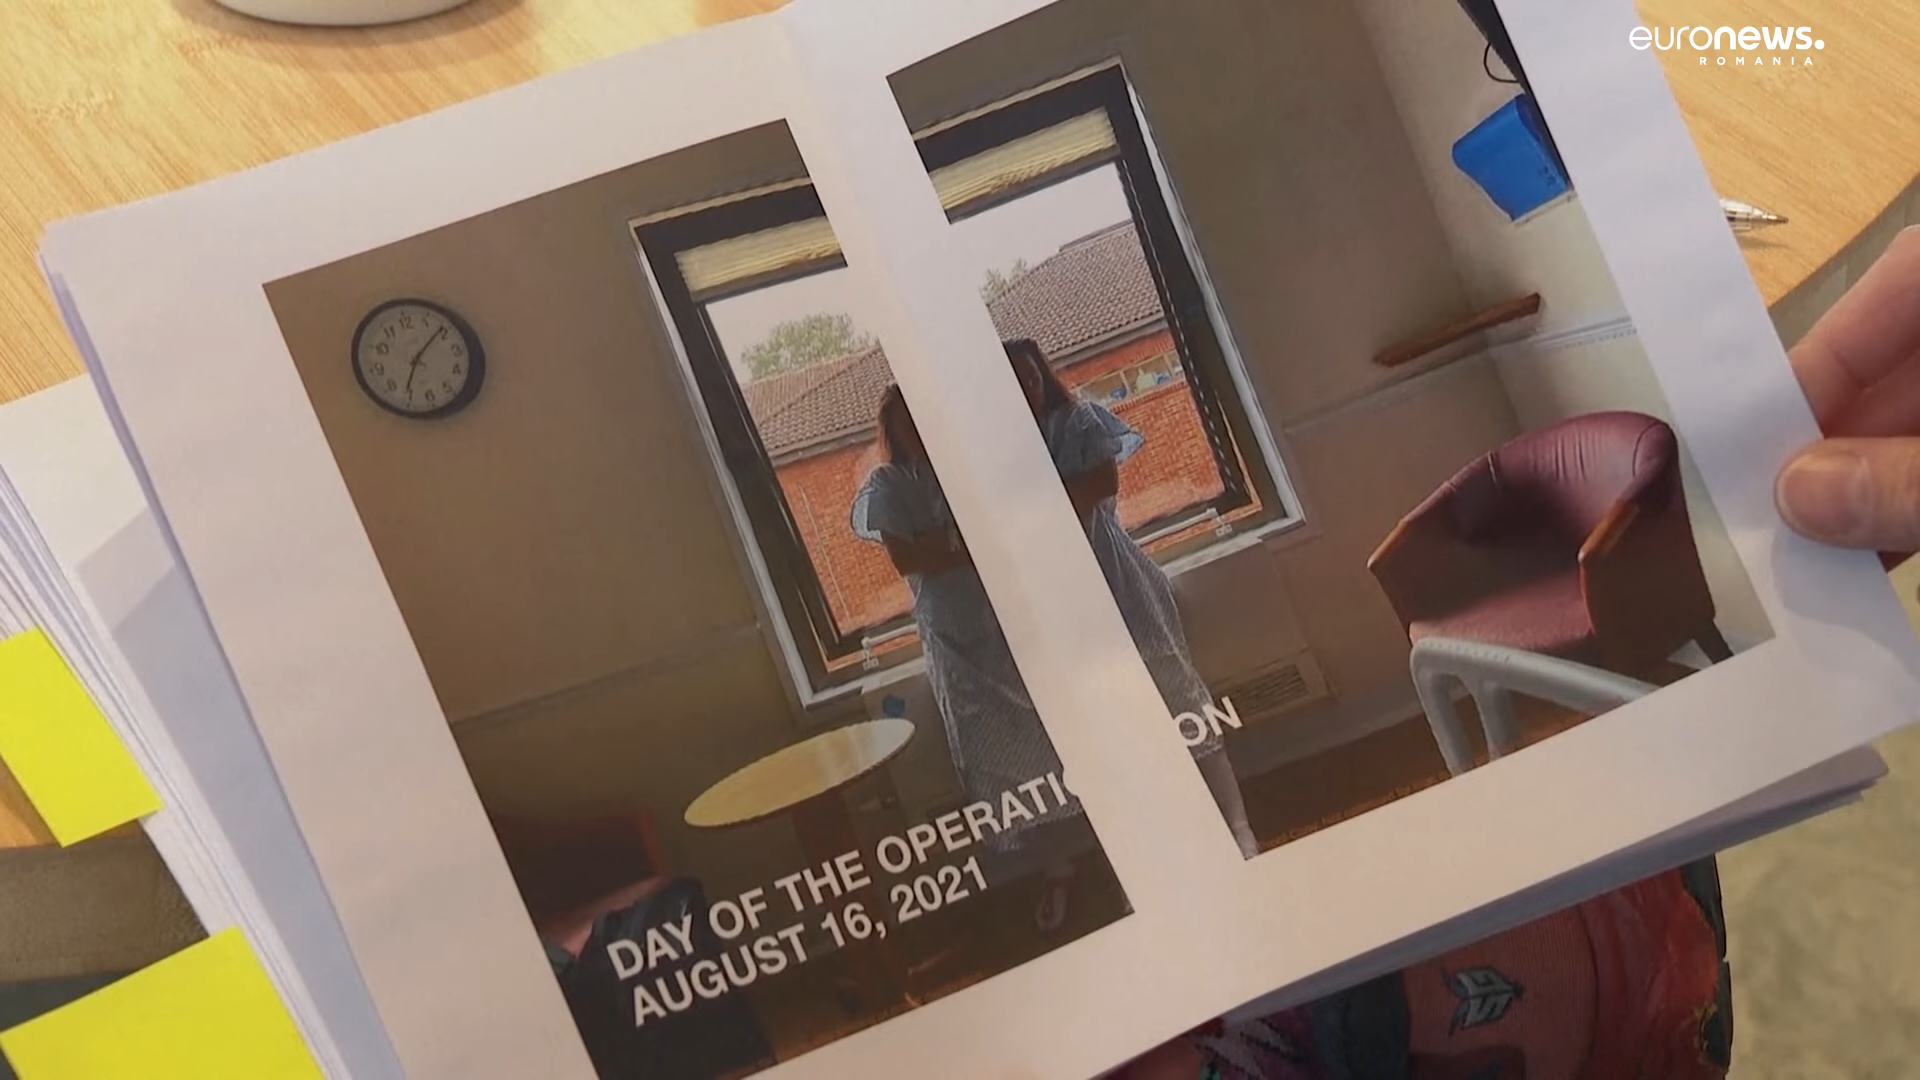 euronews.
ROMANIA
DAY OF THE OPERATI
ON
AUGUST 16, 2021